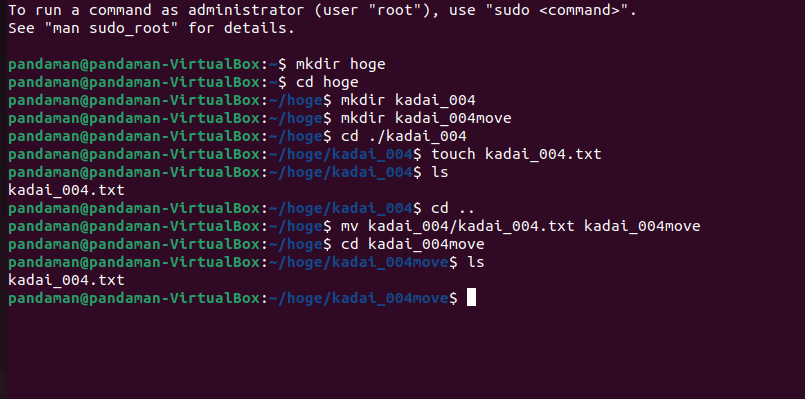 To run a command as administrator (user "root"), use "sudo <command>".
See "man sudo_root" for details.
pandaman@pandaman-VirtualBox:~$ mkdir hoge
pandaman@pandaman-VirtualBox:~$ cd hoge
pandaman@pandaman-VirtualBox:~/hoge$ mkdir kadai_004
pandaman@pandaman-VirtualBox:~/hoge$ mkdir kadai_004move
pandaman@pandaman-VirtualBox:~/hoge$ cd ./kadai_004
pandaman@pandaman-VirtualBox:~/hoge/kadai_004$ touch kadai_004.txt
pandaman@pandaman-VirtualBox:~/hoge/kadai_004$ ls
kadai_004.txt
pandaman@pandaman-VirtualBox:~/hoge/kadai_004$ cd ..
pandaman@pandaman-VirtualBox:~/hoge$ mv kadai_004/kadai_004.txt kadai_004move
pandaman@pandaman-VirtualBox:~/hoge$ cd kadai_004move
pandaman@pandaman-VirtualBox:~/hoge/kadai_004move$ ls
kadai_004.txt
pandaman@pandaman-VirtualBox:~/hoge/kadai_004move$